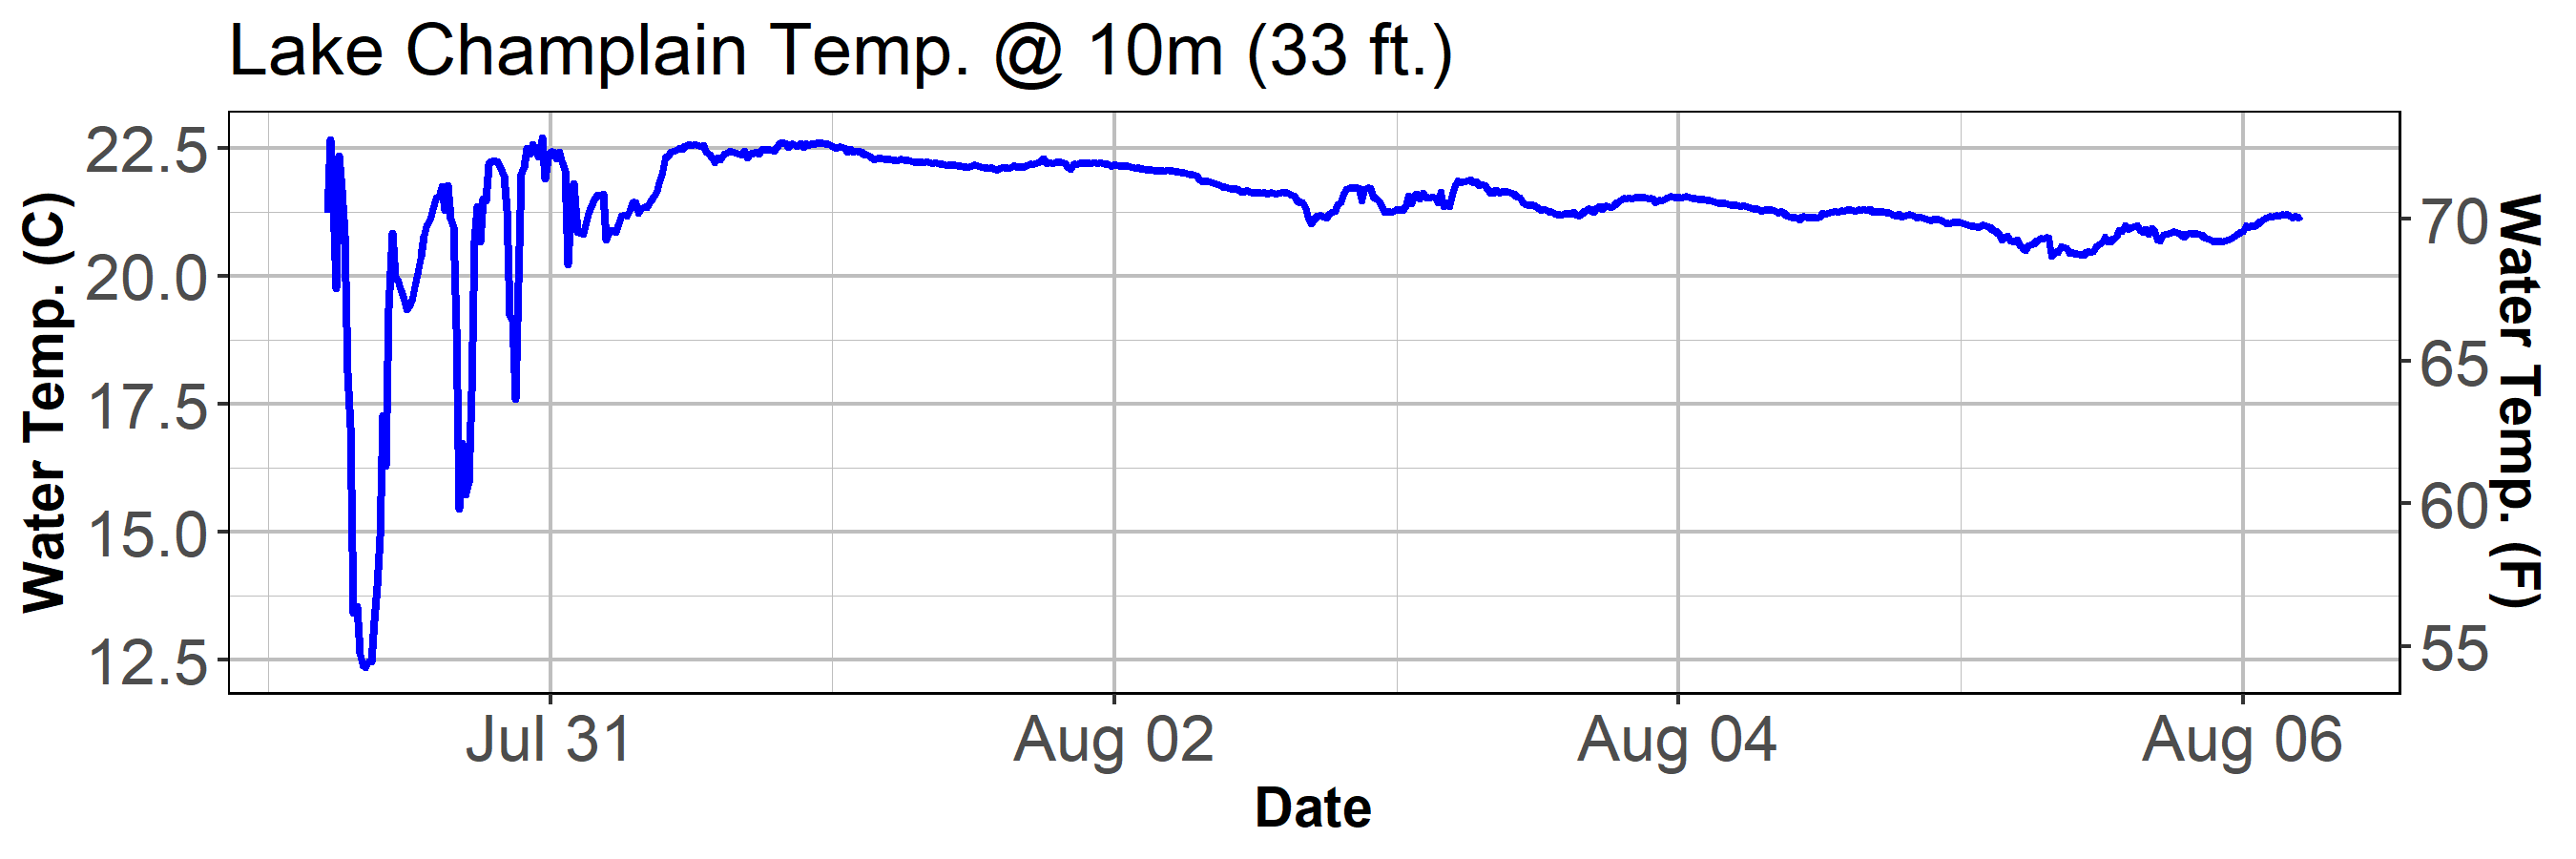 Lake Champlain Temp. @ 10m (33 ft.)
Water Temp. (C)
22.5
20.0
17.5
15.0
12.5
70
65
60
55
Water Temp. (F)
Jul 31
Aug 02
Aug 04
Aug 06
Date